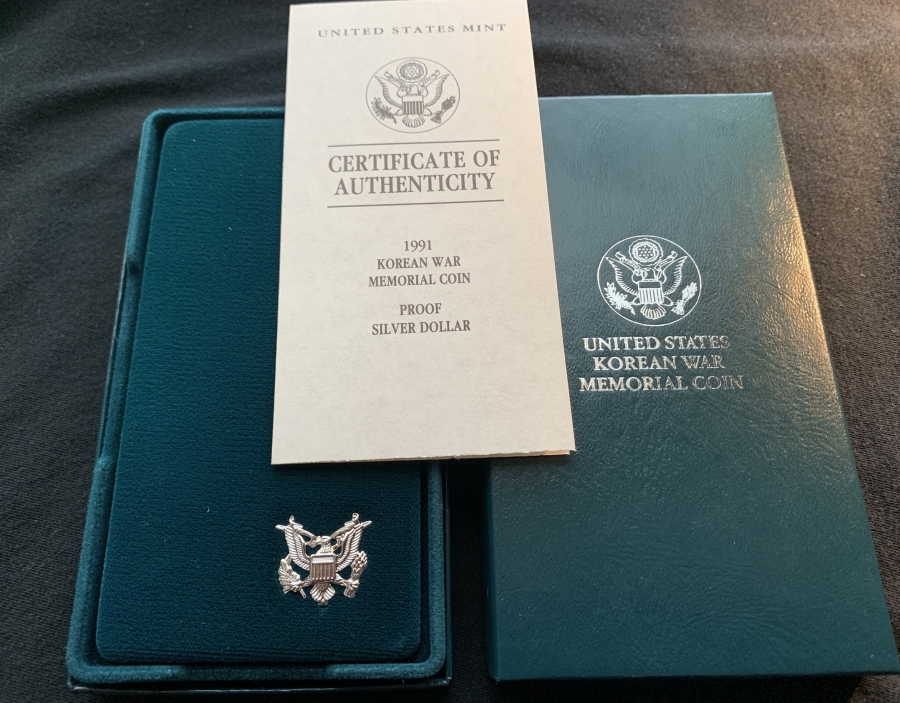 UNITED STATES MINT
CERTIFICATE OF
AUTHENTICITY
1991
KOREAN WAR
MEMORIAL COIN
PROOF
SILVER DOLLAR
UNITED STATES
KOREAN WAR
MEMORIAL COIN